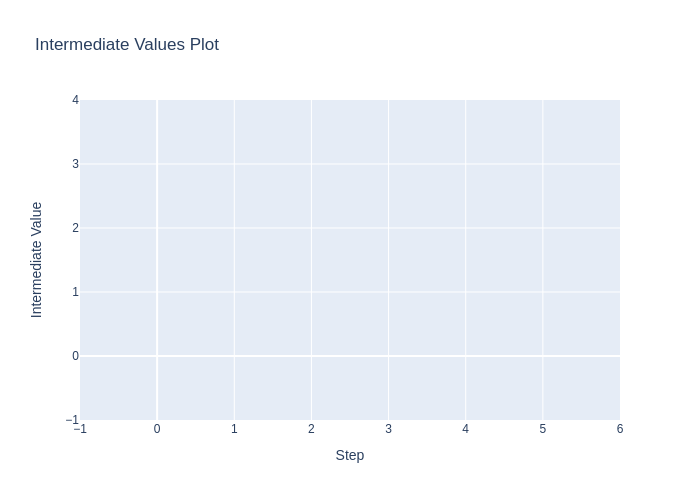 Intermediate Values Plot
Intermediate Value
4
3
2
1
0
−1
−1 0 1 2 3 4 5 6
Step